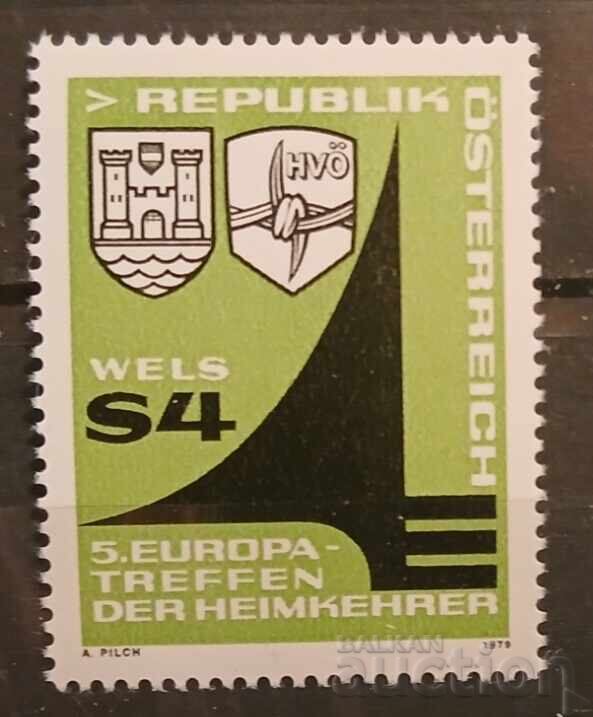 > REPUBLIK
ÖSTERREICH
HVÖ
WELS
S4
5.EUROPA-
TREFFEN
DER HEIMKEHRER
A. PILCH
1979
BALKAN
auction